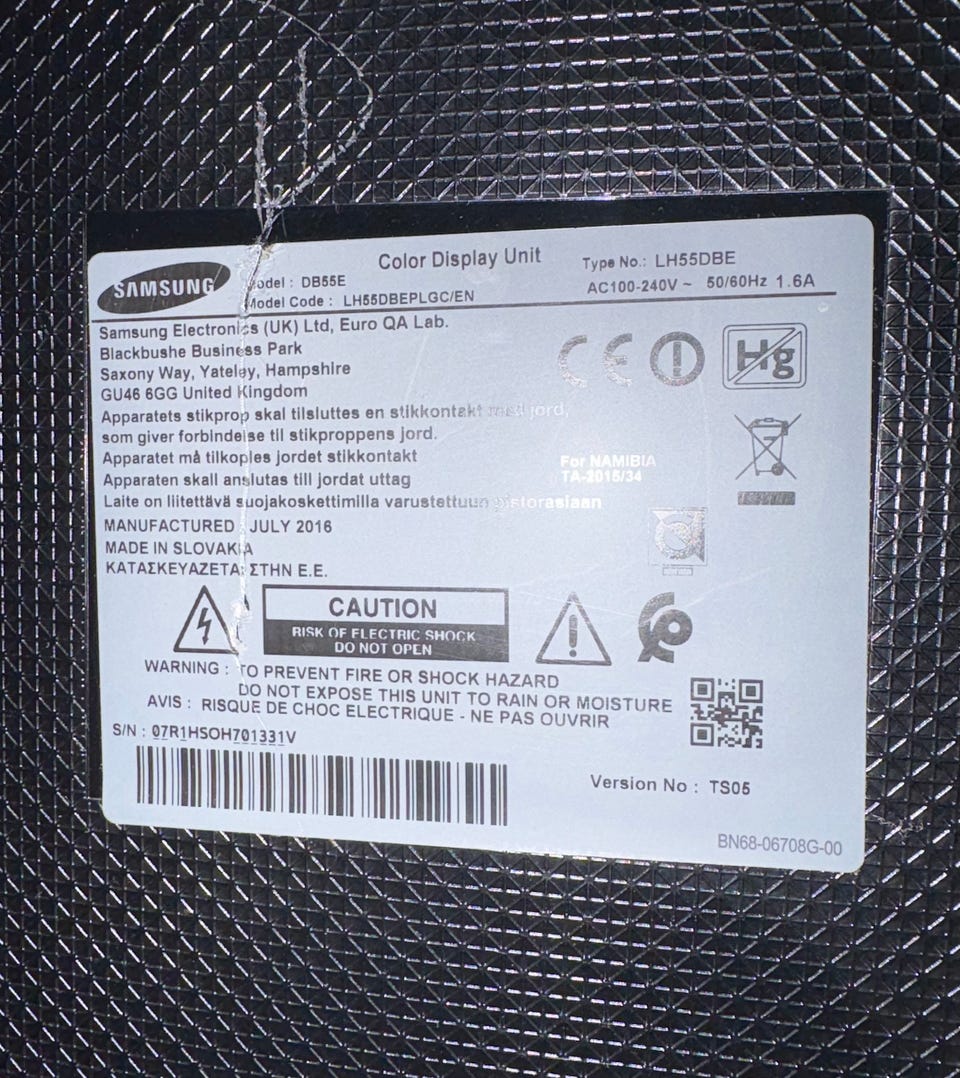 SAMSUNG
Color Display Unit
Model : DB55E
Model Code : LH55DBEPLGC/EN
Type No.: LH55DBE
AC100-240V ~ 50/60Hz 1.6A
Samsung Electronics (UK) Ltd, Euro QA Lab.
Blackbushe Business Park
Saxony Way, Yateley, Hampshire
GU46 6GG United Kingdom
Apparatets stikprop skal tilsluttes en stikkontakt med jord,
som giver forbindelse til stikproppens jord.
Apparatet må tilkoples jordet stikkontakt
Apparaten skall anslutas till jordat uttag
Laite on liitettävä suojakoskettimilla varustettuun pistorasiaan
MANUFACTURED : JULY 2016
MADE IN SLOVAKIA
ΚΑΤΑΣΚΕΥΑΖΕΤΑΙ ΣΤΗΝ Ε.Ε.
CE
Hg
For NAMIBIA
TA-2015/34
CAUTION
RISK OF ELECTRIC SHOCK
DO NOT OPEN
WARNING : TO PREVENT FIRE OR SHOCK HAZARD
DO NOT EXPOSE THIS UNIT TO RAIN OR MOISTURE
AVIS : RISQUE DE CHOC ELECTRIQUE - NE PAS OUVRIR
S/N : 07R1HSOH701331V
Version No : TS05
BN68-06708G-00